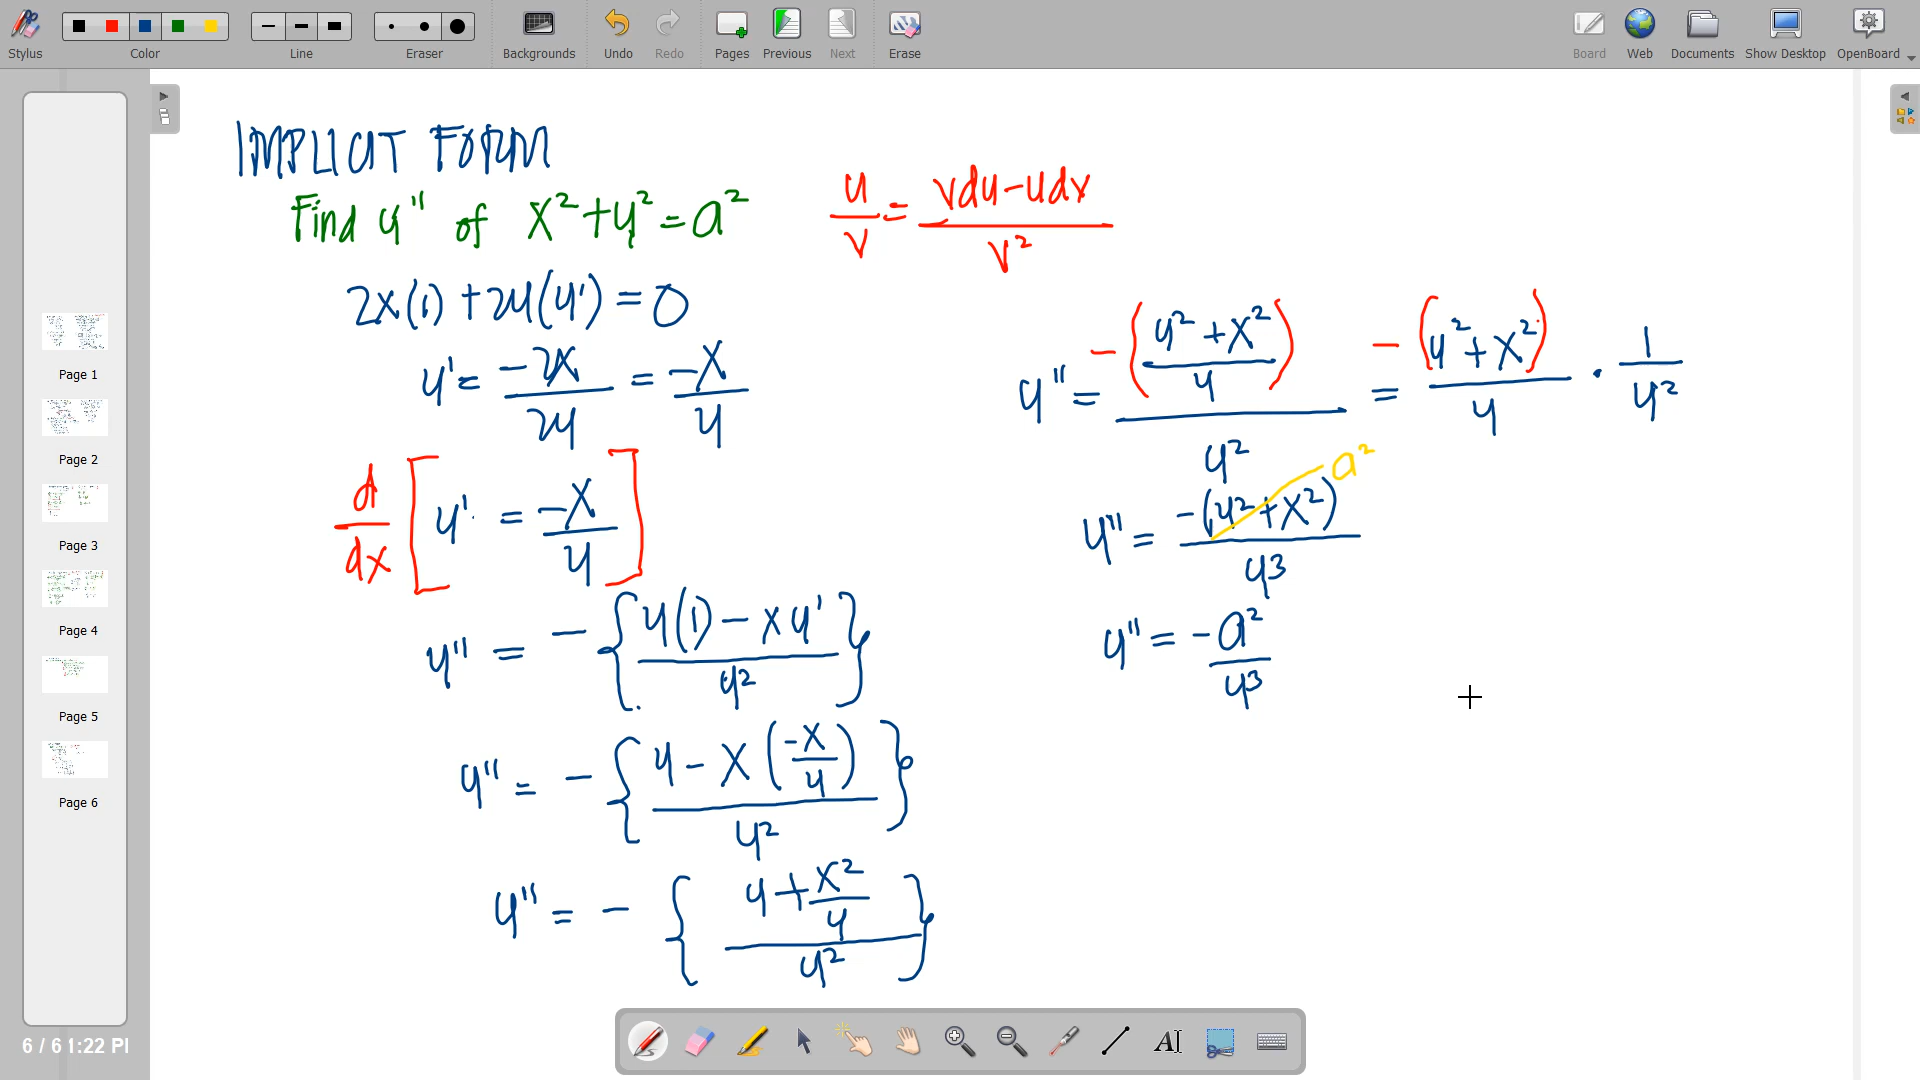 Stylus Color Line Eraser Backgrounds Undo Redo Pages Previous Next Erase Board Web Documents Show Desktop OpenBoard
Page 1
Page 2
Page 3
Page 4
Page 5
Page 6
6 / 6 1:22 PI
IMPLICIT FORM
Find y'' of x² + y² = a²
2x(1) + 2y(y') = 0
y' = -2x/2y = -x/y
d/dx [ y' = -x/y ]
y'' = - { y(1) - xy' / y² }
y'' = - { y - x(-x/y) / y² }
y'' = - { y + x²/y / y² }
u/v = vdu - udx / v²
y'' = -(y² + x² / y) / y² = -(y² + x²) / y · 1/y²
y'' = -(y² + x²) / y³ a²
y'' = -a²/y³
AI